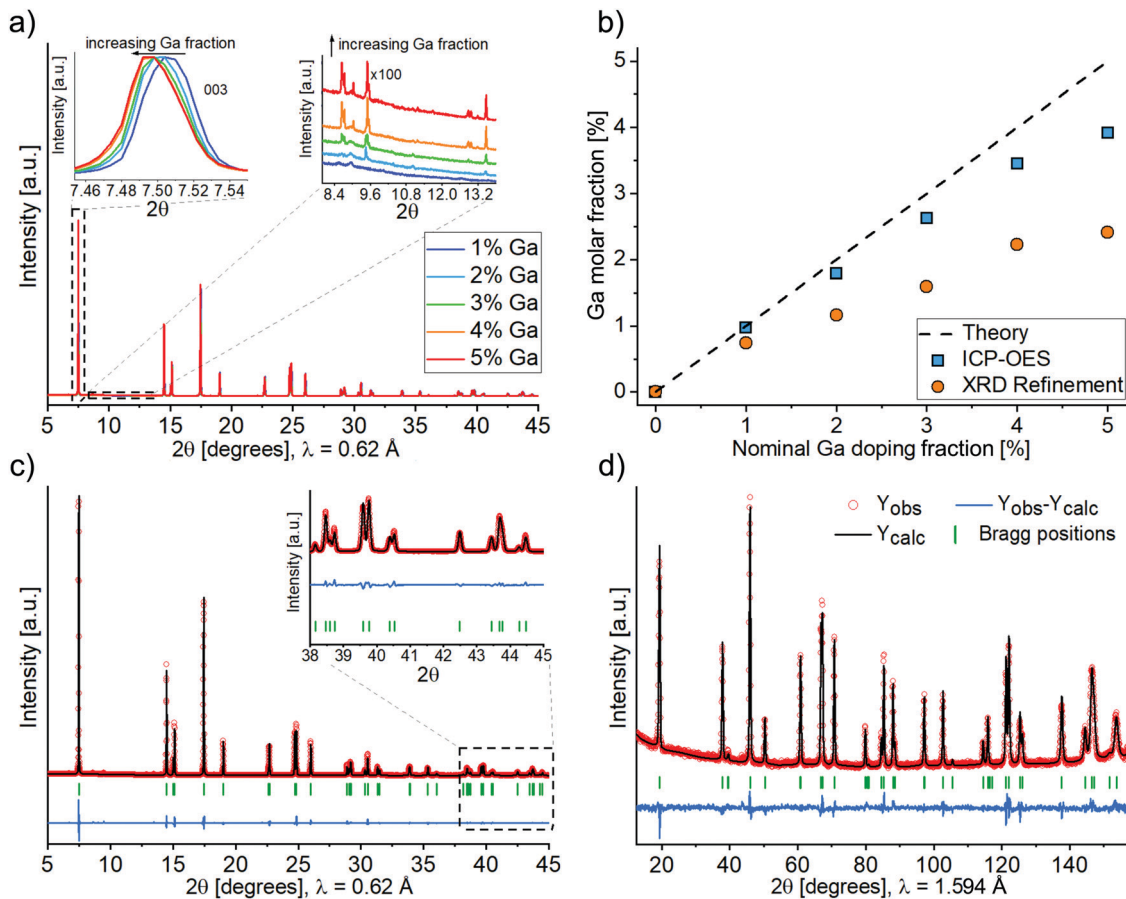 a)
increasing Ga fraction
003
Intensity [a.u.]
7.46 7.48 7.50 7.52 7.54
2θ
increasing Ga fraction
x100
Intensity [a.u.]
8.4 9.6 10.8 12.0 13.2
2θ
Intensity [a.u.]
1% Ga
2% Ga
3% Ga
4% Ga
5% Ga
5 10 15 20 25 30 35 40 45
2θ [degrees], λ = 0.62 Å
b)
Ga molar fraction [%]
5
4
3
2
1
0
Theory
ICP-OES
XRD Refinement
0 1 2 3 4 5
Nominal Ga doping fraction [%]
c)
Intensity [a.u.]
Intensity [a.u.]
38 39 40 41 42 43 44 45
2θ
5 10 15 20 25 30 35 40 45
2θ [degrees], λ = 0.62 Å
d)
Yobs Yobs-Ycalc
Ycalc Bragg positions
Intensity [a.u.]
20 40 60 80 100 120 140
2θ [degrees], λ = 1.594 Å